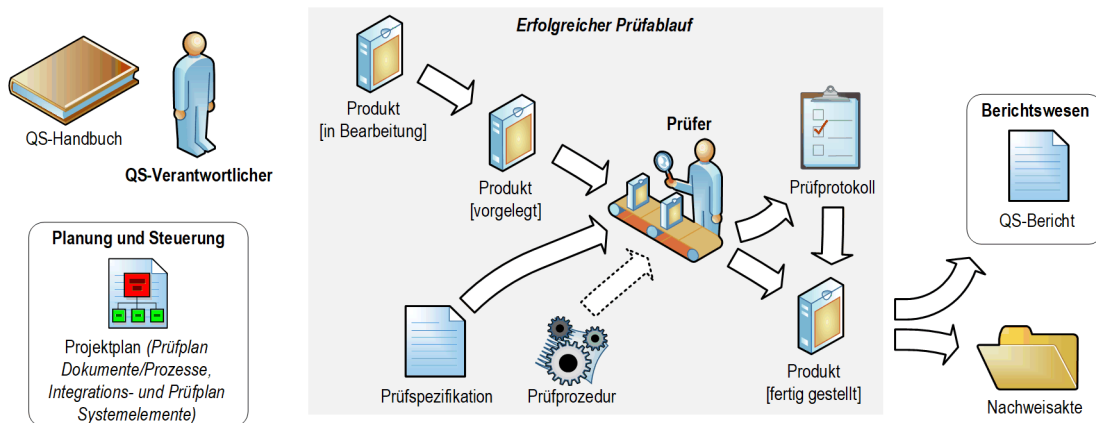 Erfolgreicher Prüfablauf
QS-Handbuch
QS-Verantwortlicher
Planung und Steuerung
Projektplan (Prüfplan
Dokumente/Prozesse,
Integrations- und Prüfplan
Systemelemente)
Produkt
[in Bearbeitung]
Produkt
[vorgelegt]
Prüfer
Prüfspezifikation
Prüfprozedur
Prüfprotokoll
Produkt
[fertig gestellt]
Berichtswesen
QS-Bericht
Nachweisakte